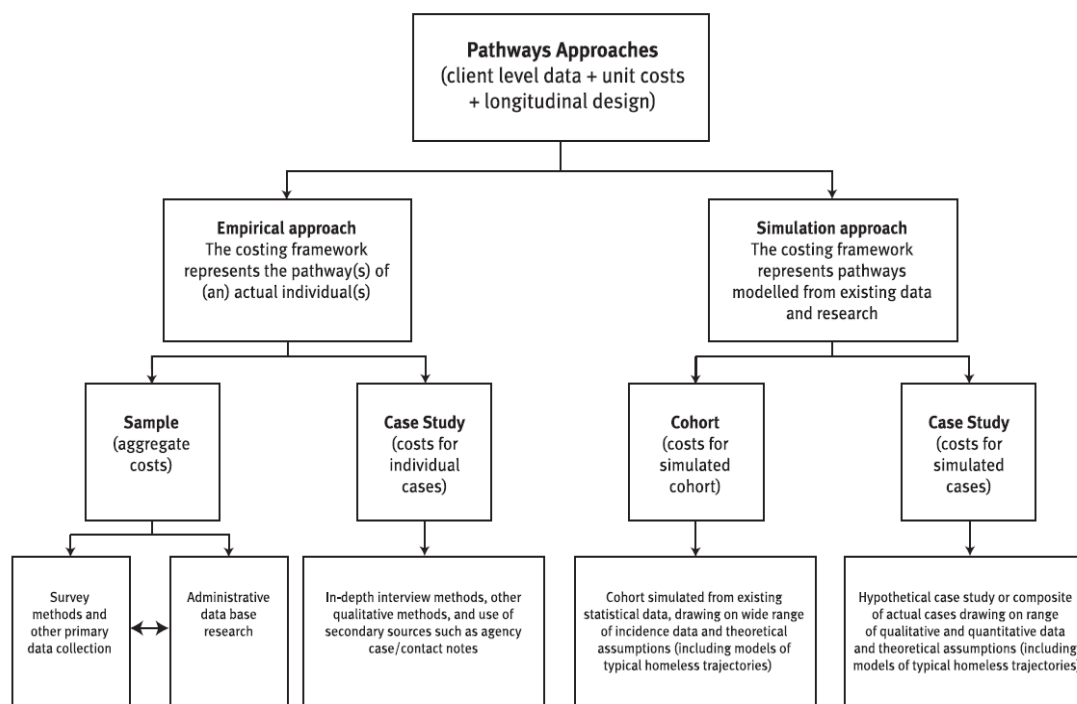 Pathways Approaches
(client level data + unit costs
+ longitudinal design)
Empirical approach
The costing framework
represents the pathway(s) of
(an) actual individual(s)
Simulation approach
The costing framework
represents pathways
modelled from existing data
and research
Sample
(aggregate
costs)
Case Study
(costs for
individual
cases)
Cohort
(costs for
simulated
cohort)
Case Study
(costs for
simulated
cases)
Survey
methods and
other primary
data collection
Administrative
data base
research
In-depth interview methods, other
qualitative methods, and use of
secondary sources such as agency
case/contact notes
Cohort simulated from existing
statistical data, drawing on wide range
of incidence data and theoretical
assumptions (including models of
typical homeless trajectories)
Hypothetical case study or composite
of actual cases drawing on range
of qualitative and quantitative data
and theoretical assumptions (including
models of typical homeless trajectories)